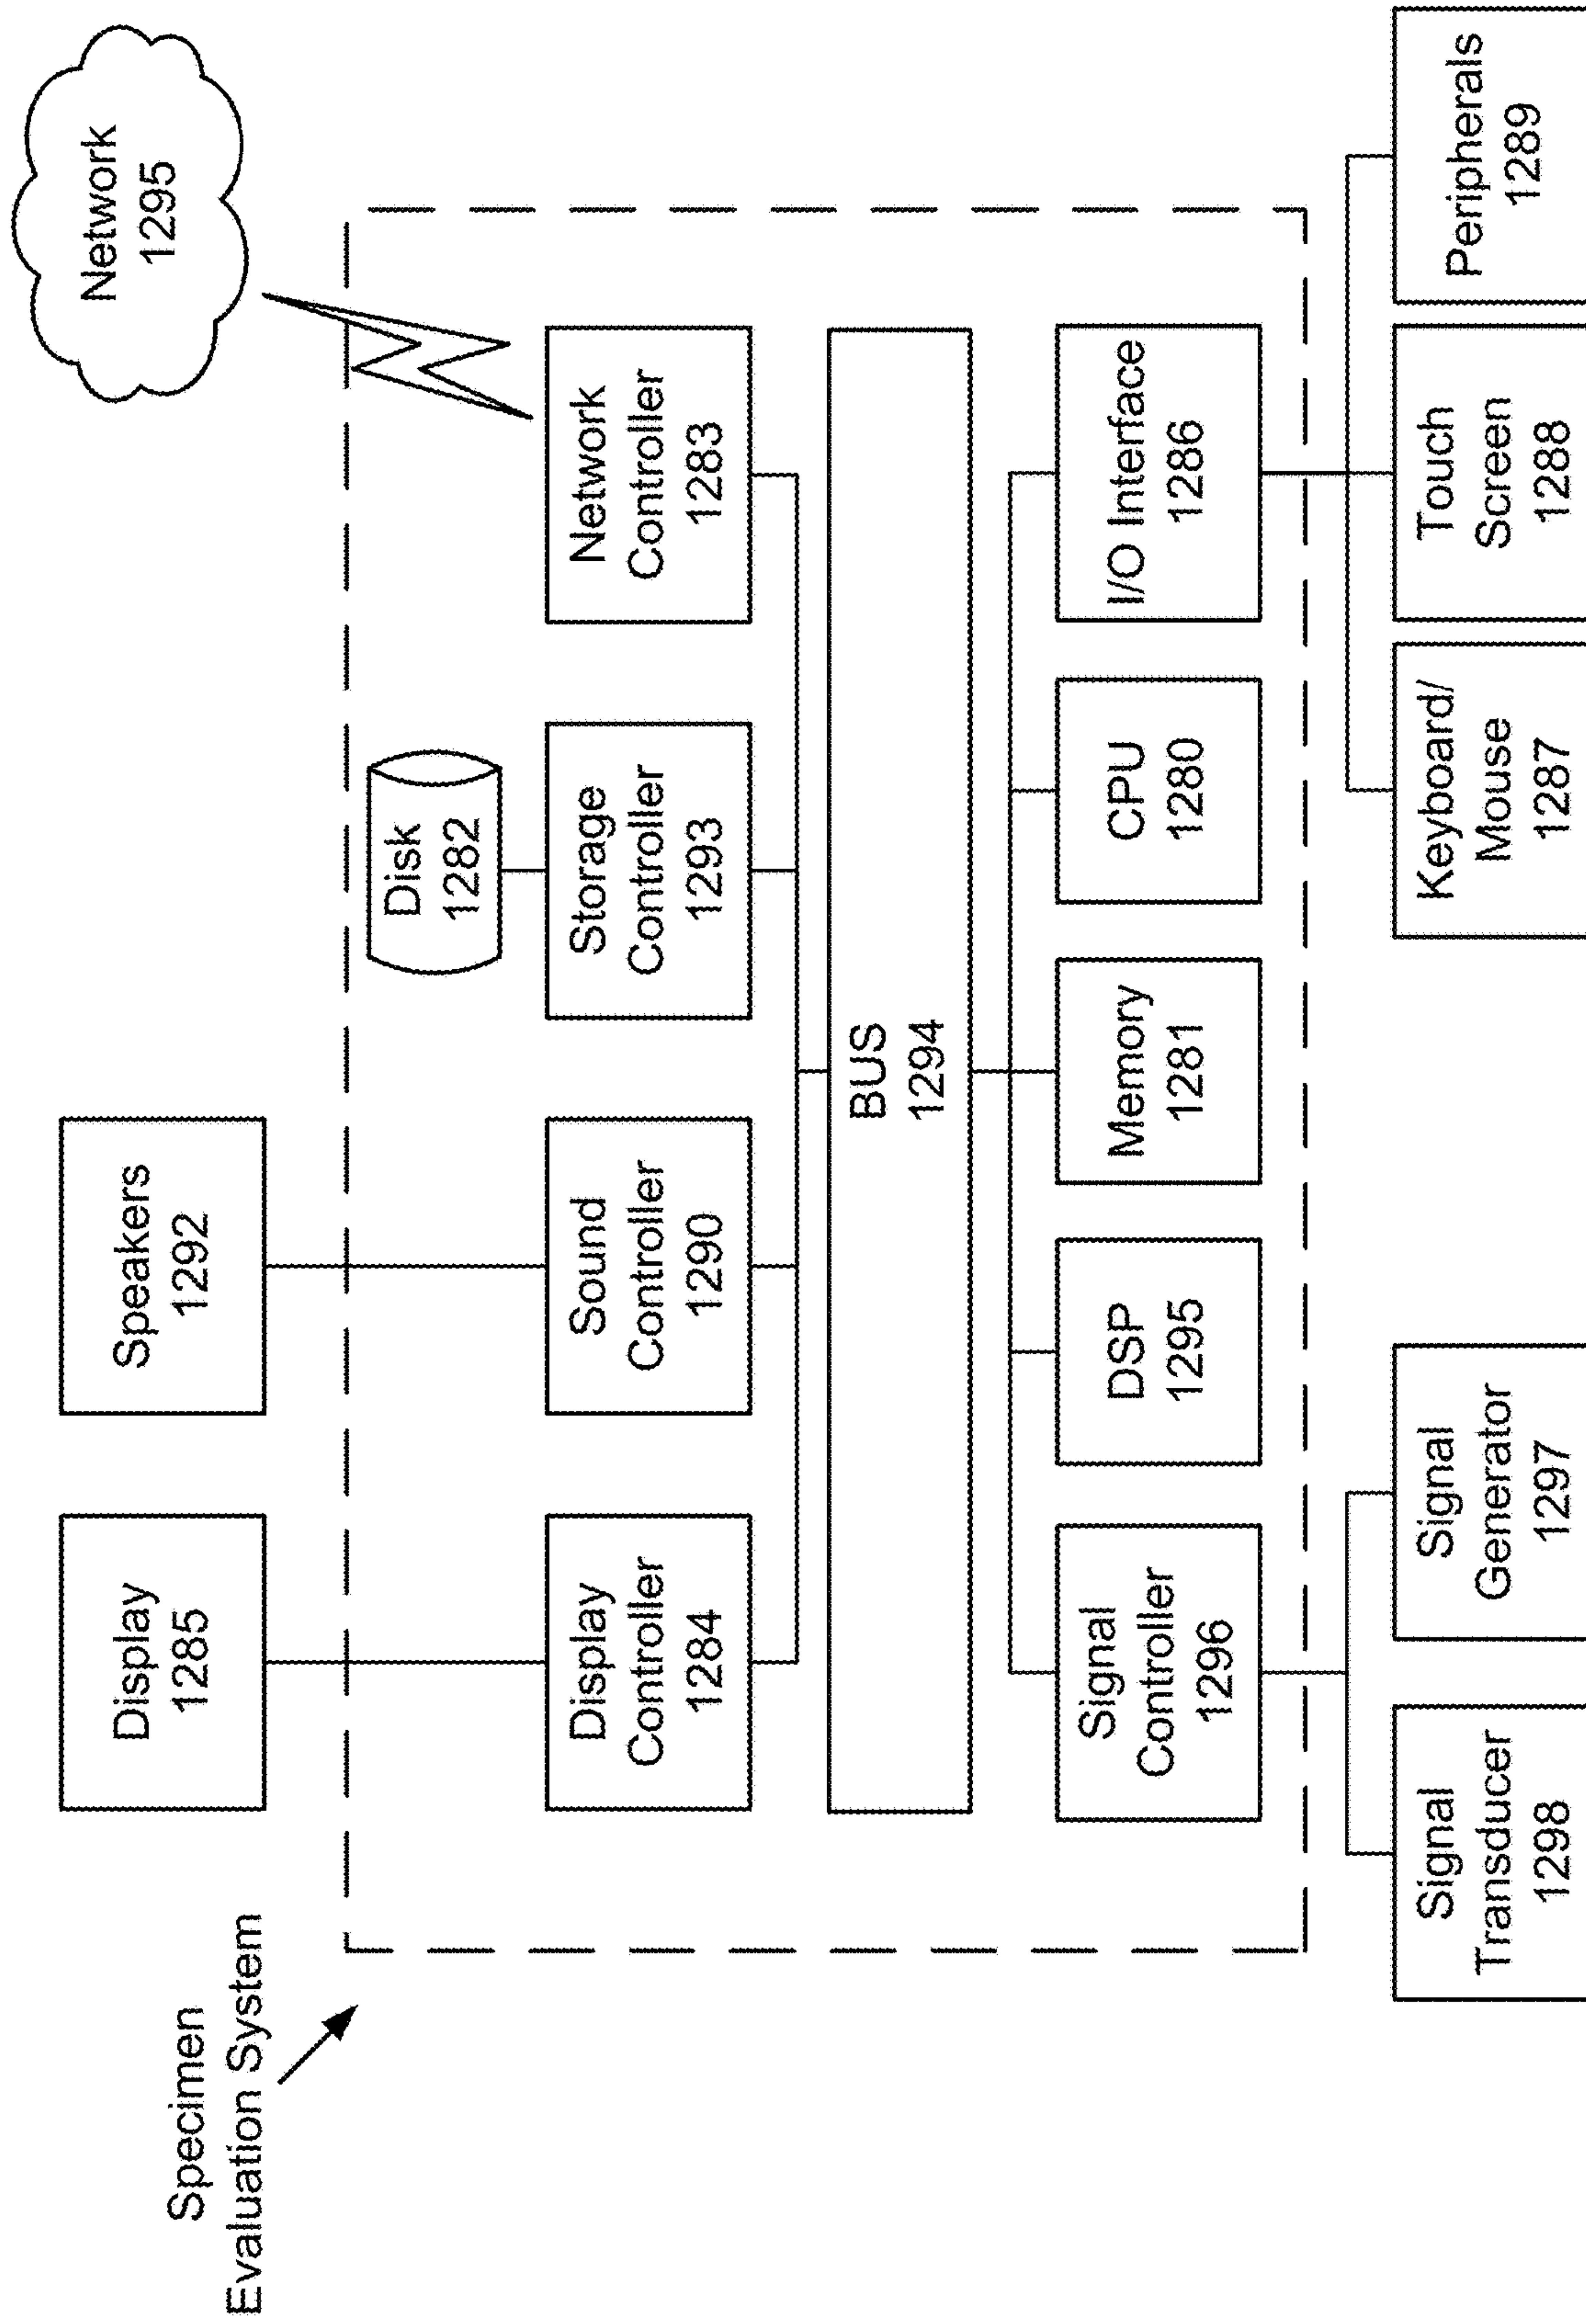 Specimen
Evaluation System
Display
1285
Speakers
1292
Network
1295
Disk
1282
Display
Controller
1284
Sound
Controller
1290
Storage
Controller
1293
Network
Controller
1283
BUS
1294
Signal
Controller
1296
DSP
1295
Memory
1281
CPU
1280
I/O Interface
1286
Signal
Transducer
1298
Signal
Generator
1297
Keyboard/
Mouse
1287
Touch
Screen
1288
Peripherals
1289